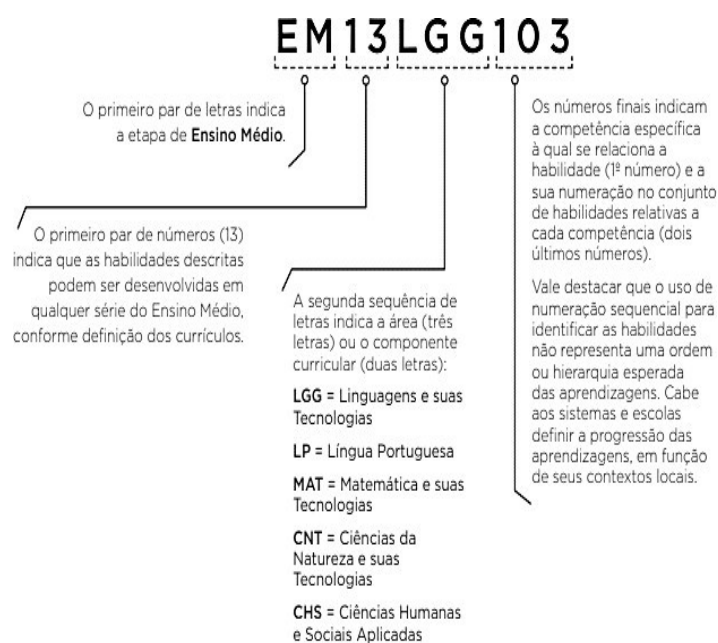 EM13LGG103
O primeiro par de letras indica
a etapa de Ensino Médio.
O primeiro par de números (13)
indica que as habilidades descritas
podem ser desenvolvidas em
qualquer série do Ensino Médio,
conforme definição dos currículos.
A segunda sequência de
letras indica a área (três
letras) ou o componente
curricular (duas letras):
LGG = Linguagens e suas
Tecnologias
LP = Língua Portuguesa
MAT = Matemática e suas
Tecnologias
CNT = Ciências da
Natureza e suas
Tecnologias
CHS = Ciências Humanas
e Sociais Aplicadas
Os números finais indicam
a competência específica
à qual se relaciona a
habilidade (1º número) e a
sua numeração no conjunto
de habilidades relativas a
cada competência (dois
últimos números).
Vale destacar que o uso de
numeração sequencial para
identificar as habilidades
não representa uma ordem
ou hierarquia esperada
das aprendizagens. Cabe
aos sistemas e escolas
definir a progressão das
aprendizagens, em função
de seus contextos locais.